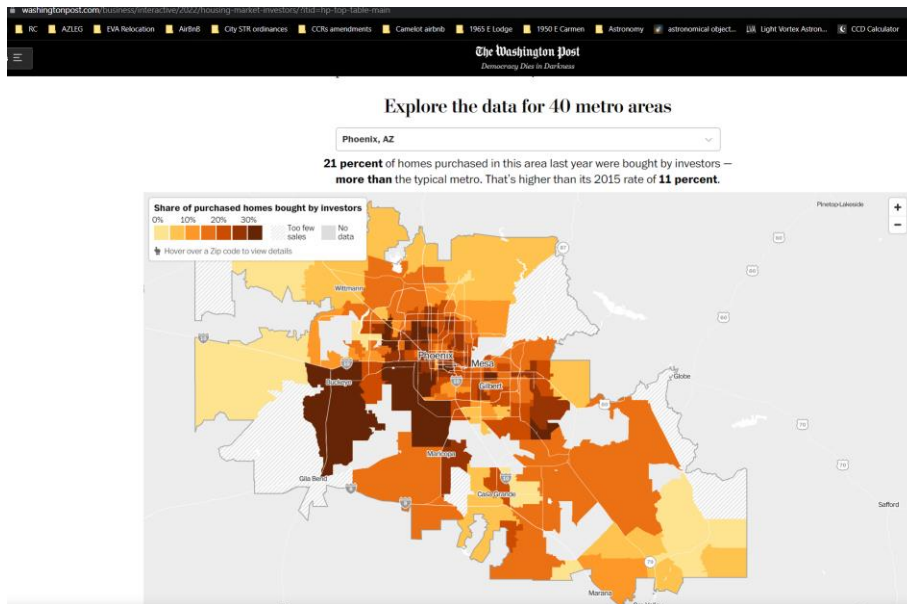 washingtonpost.com/business/interactive/2022/housing-market-investors/?itid=hp-top-table-main
RC AZLEG EVA Relocation AirBnB City STR ordinances CCRs amendments Camelot airbnb 1965 E Lodge 1950 E Carmen Astronomy astronomical object... Light Vortex Astron... CCD Calculator
The Washington Post
Democracy Dies in Darkness
Explore the data for 40 metro areas
Phoenix, AZ
21 percent of homes purchased in this area last year were bought by investors —
more than the typical metro. That's higher than its 2015 rate of 11 percent.
Share of purchased homes bought by investors
0% 10% 20% 30%
Too few sales
No data
Hover over a Zip code to view details
+
−
Pinetop-Lakeside
87
60
60
Wittmann
60
Phoenix
Mesa
Globe
Buckeye
Gilbert
60
70
Maricopa
70
Gila Bend
8
8
Casa Grande
Safford
79
Marana